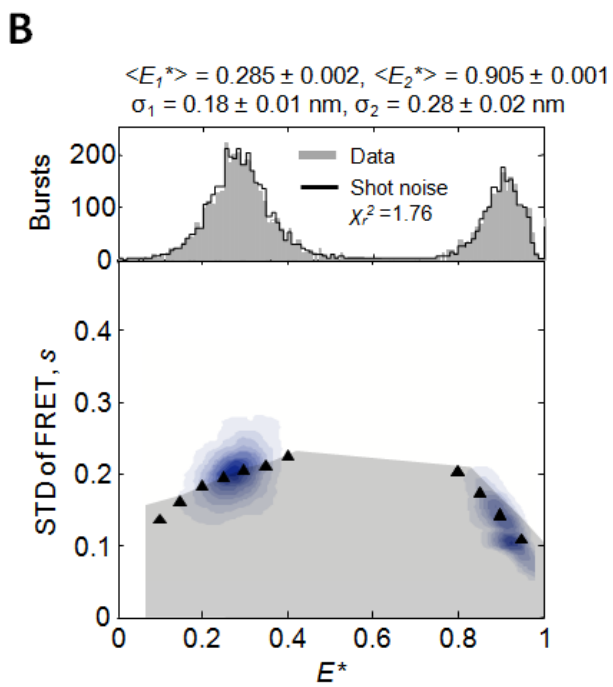 B
<E₁*> = 0.285 ± 0.002, <E₂*> = 0.905 ± 0.001
σ₁ = 0.18 ± 0.01 nm, σ₂ = 0.28 ± 0.02 nm
Bursts
200
100
0
Data
Shot noise
χᵣ² =1.76
STD of FRET, s
0.4
0.3
0.2
0.1
0
0 0.2 0.4 0.6 0.8 1
E*